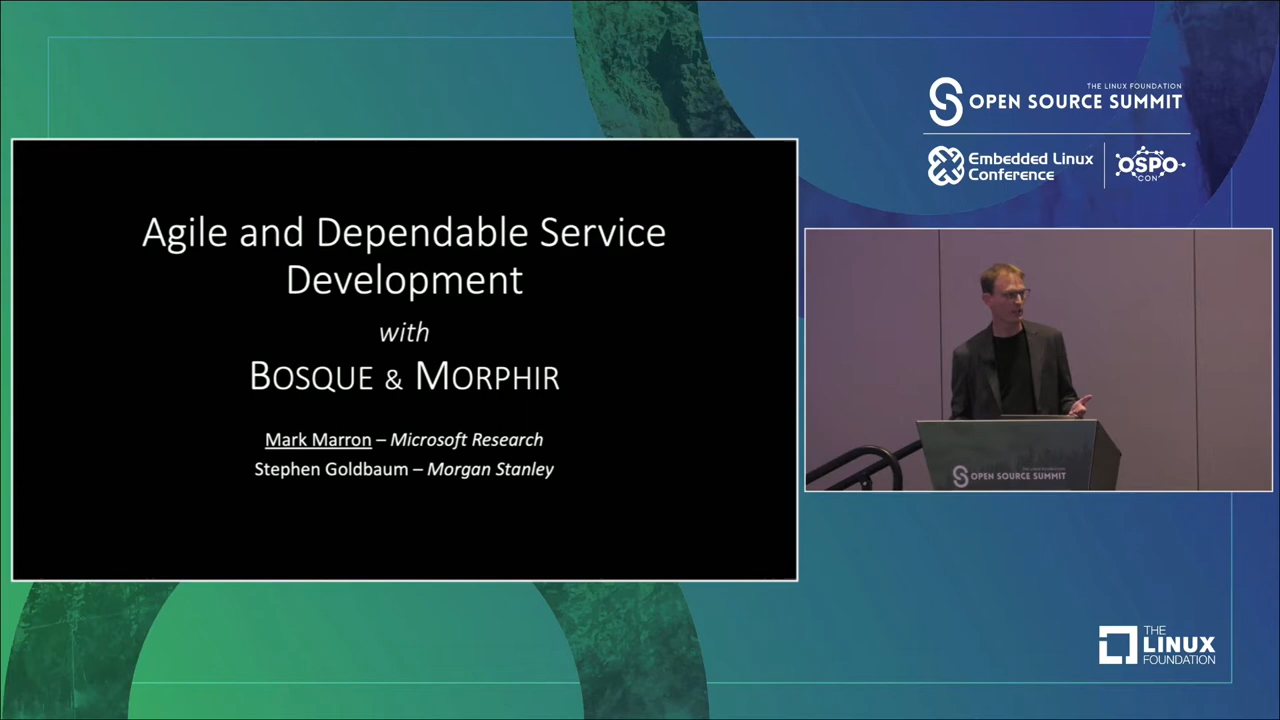 THE LINUX FOUNDATION
OPEN SOURCE SUMMIT
Embedded Linux
Conference
OSPO
CON
Agile and Dependable Service
Development
with
BOSQUE & MORPHIR
Mark Marron – Microsoft Research
Stephen Goldbaum – Morgan Stanley
OPEN SOURCE SUMMIT
THE
LINUX
FOUNDATION